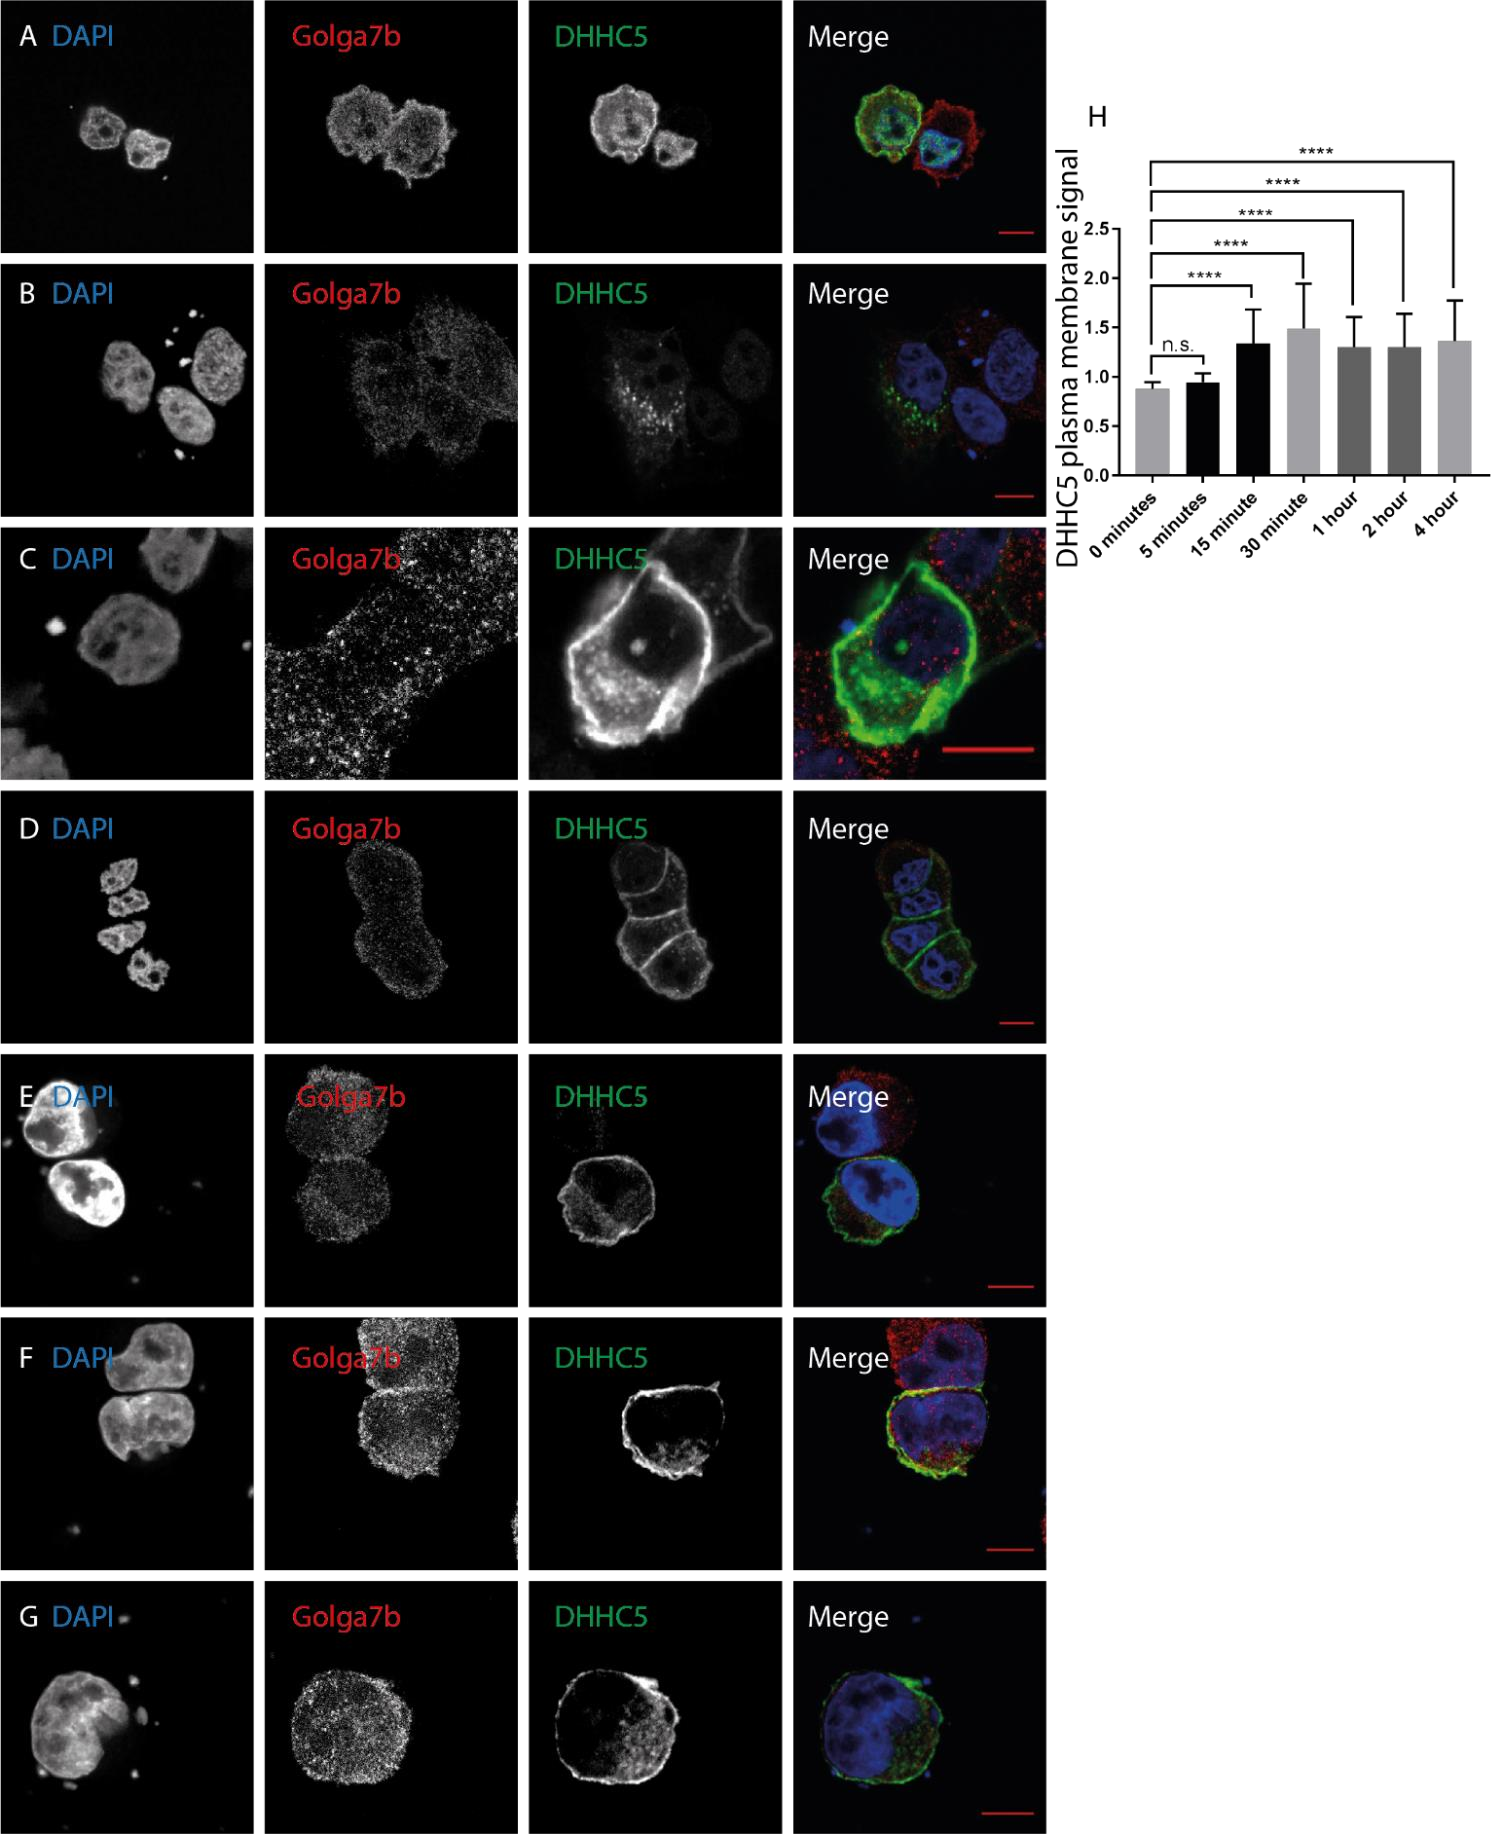 A DAPI Golga7b DHHC5 Merge
B DAPI Golga7b DHHC5 Merge
C DAPI Golga7b DHHC5 Merge
D DAPI Golga7b DHHC5 Merge
E DAPI Golga7b DHHC5 Merge
F DAPI Golga7b DHHC5 Merge
G DAPI Golga7b DHHC5 Merge
H
DHHC5 plasma membrane signal
****
****
****
****
****
n.s.
2.5
2.0
1.5
1.0
0.5
0.0
0 minutes
5 minutes
15 minute
30 minute
1 hour
2 hour
4 hour